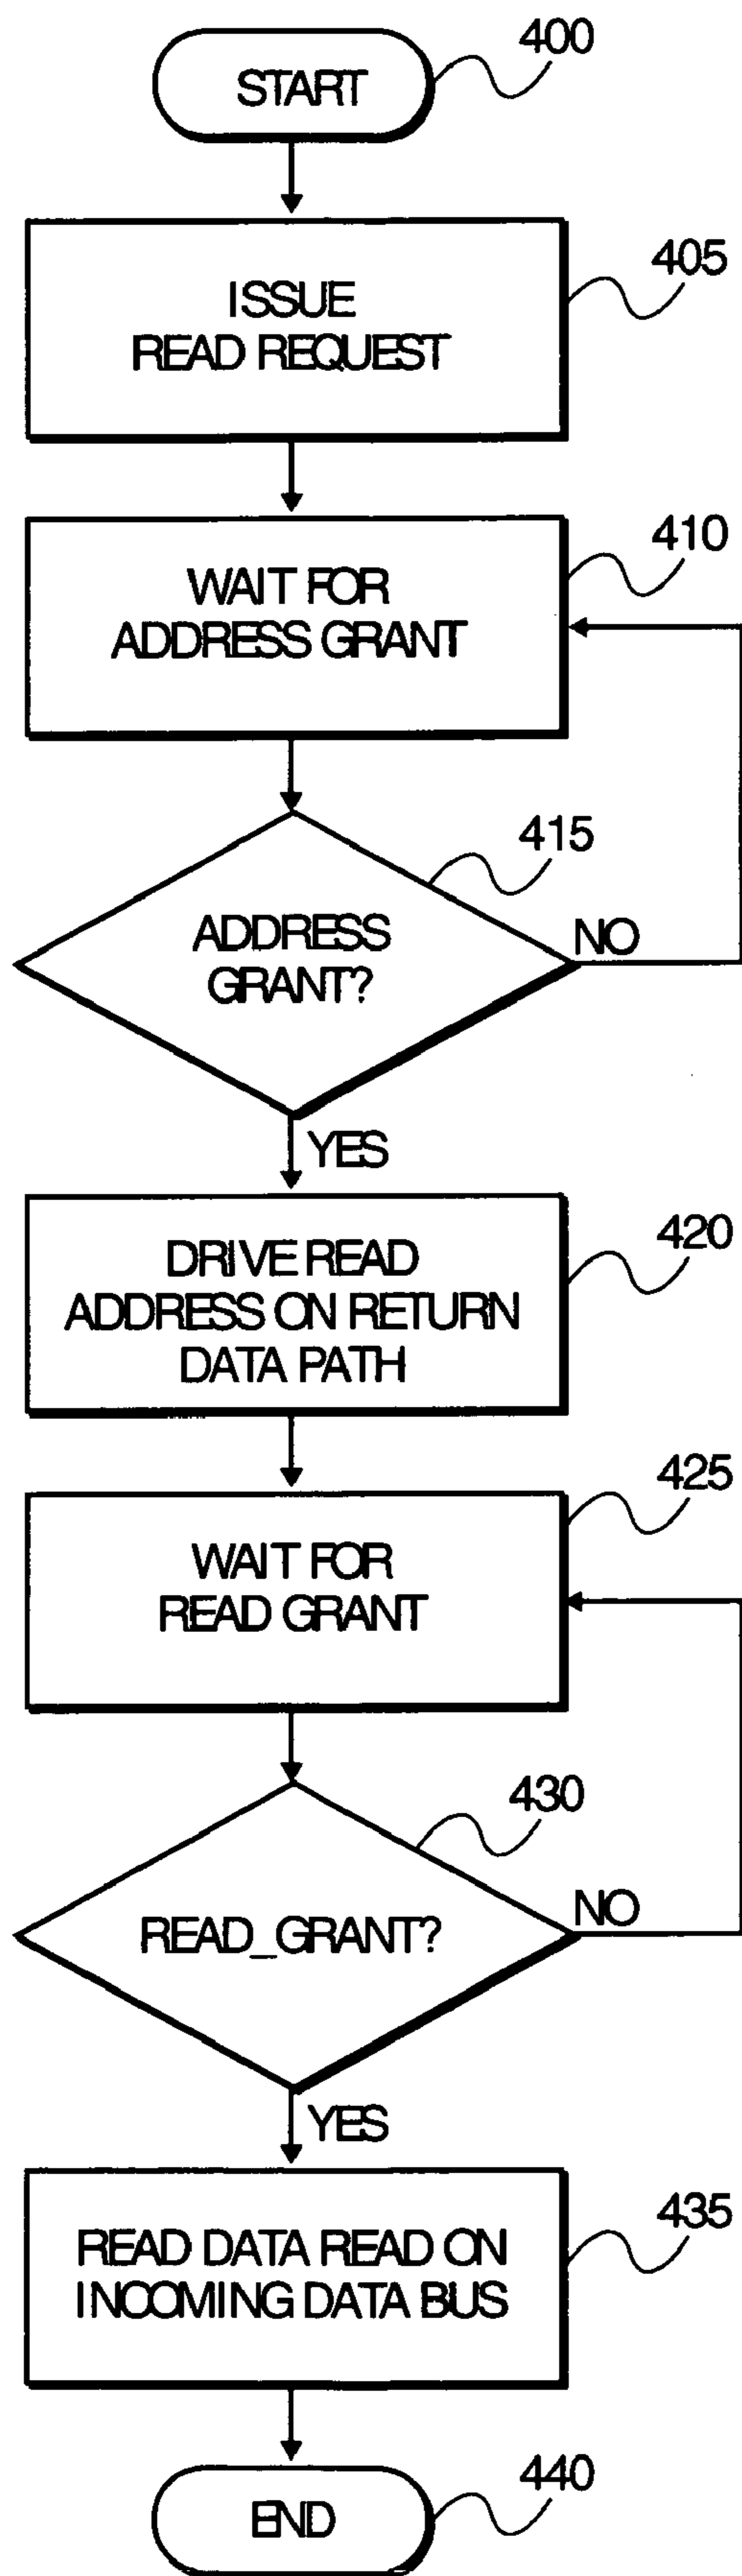 START
400
ISSUE
READ REQUEST
405
WAIT FOR
ADDRESS GRANT
410
ADDRESS
GRANT?
415
NO
YES
DRIVE READ
ADDRESS ON RETURN
DATA PATH
420
WAIT FOR
READ GRANT
425
READ_GRANT?
430
NO
YES
READ DATA READ ON
INCOMING DATA BUS
435
END
440